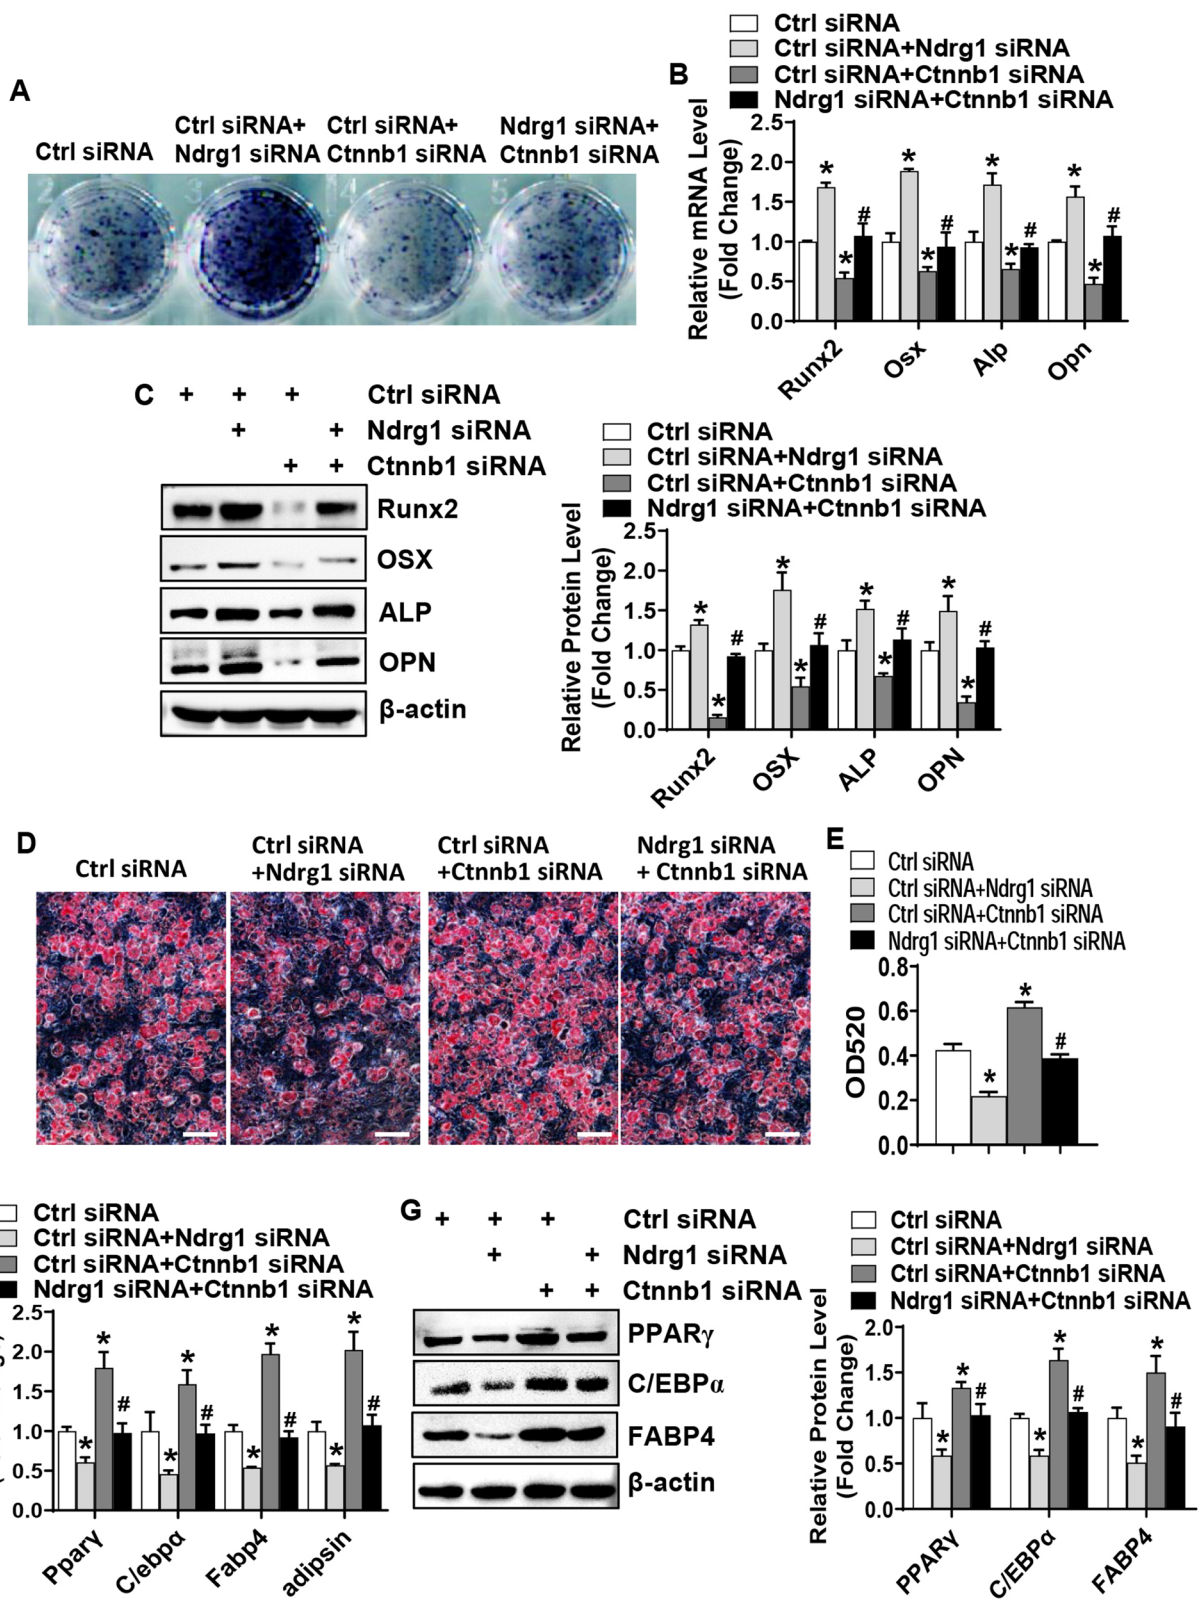 A
Ctrl siRNA
Ctrl siRNA+
Ndrg1 siRNA
Ctrl siRNA+
Ctnnb1 siRNA
Ndrg1 siRNA+
Ctnnb1 siRNA
2
3
4
5
B
Ctrl siRNA
Ctrl siRNA+Ndrg1 siRNA
Ctrl siRNA+Ctnnb1 siRNA
Ndrg1 siRNA+Ctnnb1 siRNA
Relative mRNA Level
(Fold Change)
2.5
2.0
1.5
1.0
0.5
0.0
* * # * * # * * # * * #
Runx2
Osx
Alp
Opn
C
+ + + Ctrl siRNA
+ + Ndrg1 siRNA
+ + Ctnnb1 siRNA
Runx2
OSX
ALP
OPN
β-actin
Ctrl siRNA
Ctrl siRNA+Ndrg1 siRNA
Ctrl siRNA+Ctnnb1 siRNA
Ndrg1 siRNA+Ctnnb1 siRNA
Relative Protein Level
(Fold Change)
2.5
2.0
1.5
1.0
0.5
0.0
* * # * * # * * # * * #
Runx2
OSX
ALP
OPN
D
Ctrl siRNA
Ctrl siRNA
+Ndrg1 siRNA
Ctrl siRNA
+Ctnnb1 siRNA
Ndrg1 siRNA
+ Ctnnb1 siRNA
E
Ctrl siRNA
Ctrl siRNA+Ndrg1 siRNA
Ctrl siRNA+Ctnnb1 siRNA
Ndrg1 siRNA+Ctnnb1 siRNA
OD520
0.8
0.6
0.4
0.2
0.0
* * #
Ctrl siRNA
Ctrl siRNA+Ndrg1 siRNA
Ctrl siRNA+Ctnnb1 siRNA
Ndrg1 siRNA+Ctnnb1 siRNA
2.5
2.0
1.5
1.0
0.5
0.0
* * # * * # * * # * * #
Pparγ
C/ebpα
Fabp4
adipsin
G
+ + + Ctrl siRNA
+ + Ndrg1 siRNA
+ + Ctnnb1 siRNA
PPARγ
C/EBPα
FABP4
β-actin
Ctrl siRNA
Ctrl siRNA+Ndrg1 siRNA
Ctrl siRNA+Ctnnb1 siRNA
Ndrg1 siRNA+Ctnnb1 siRNA
Relative Protein Level
(Fold Change)
2.0
1.5
1.0
0.5
0.0
* * # * * # * * #
PPARγ
C/EBPα
FABP4